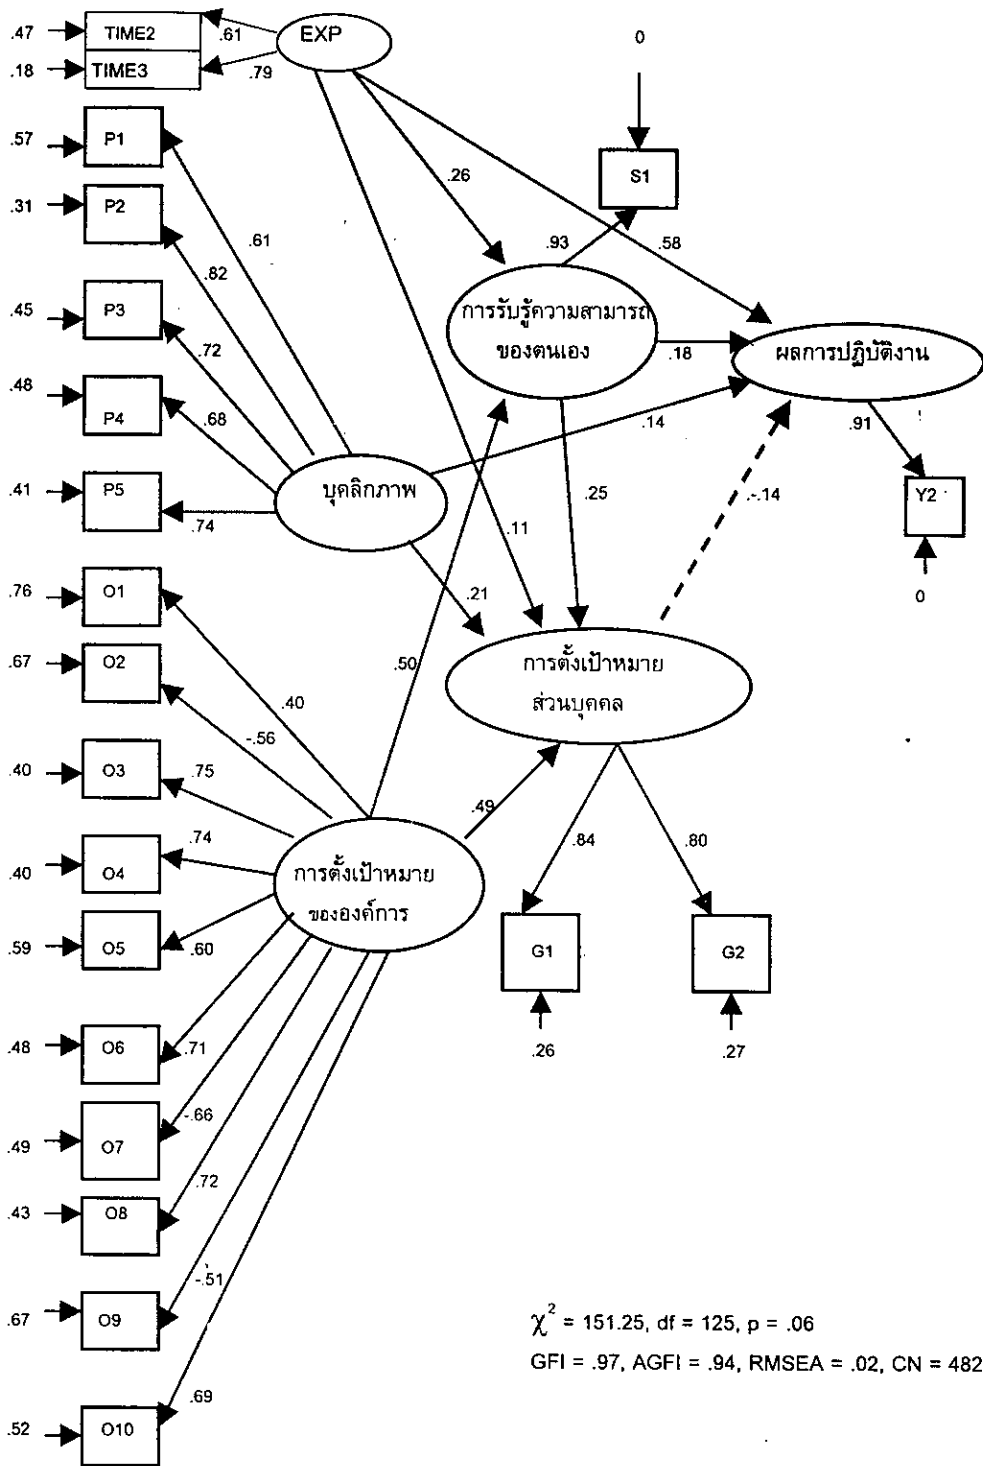 .47
TIME2
.61
EXP
.18
TIME3
.79
0
.57
P1
S1
.26
.31
P2
.61
.93
.58
.82
.45
P3
การรับรู้ความสามารถ
ของตนเอง
.72
.18
ผลการปฏิบัติงาน
.48
P4
.68
.14
.91
.41
P5
บุคลิกภาพ
.74
.25
.-.14
Y2
.11
.76
O1
.21
0
.67
O2
.50
การตั้งเป้าหมาย
ส่วนบุคคล
.40
-.56
.40
O3
.75
.49
.74
.84
.80
.40
O4
การตั้งเป้าหมาย
ขององค์การ
.59
O5
.60
G1
G2
.48
O6
.71
.26
.27
-.66
.49
O7
.72
.43
O8
-.51
.67
O9
χ² = 151.25, df = 125, p = .06
GFI = .97, AGFI = .94, RMSEA = .02, CN = 482
.69
.52
O10